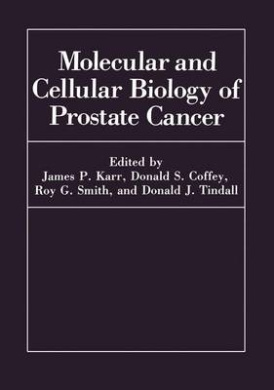 Molecular and
Cellular Biology of
Prostate Cancer
Edited by
James P. Karr, Donald S. Coffey,
Roy G. Smith, and Donald J. Tindall